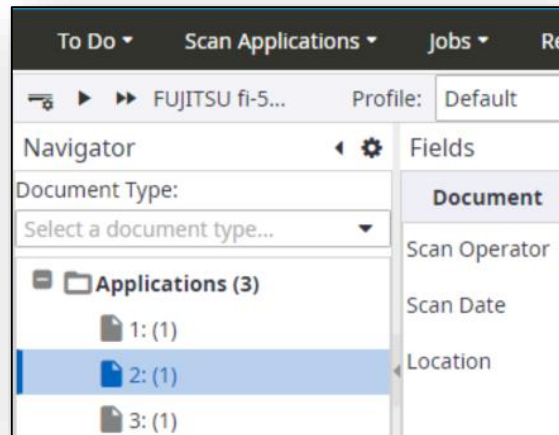 To Do Scan Applications Jobs Re
FUJITSU fi-5... Profile: Default
Navigator
Document Type:
Select a document type...
Applications (3)
1: (1)
2: (1)
3: (1)
Fields
Document
Scan Operator
Scan Date
Location